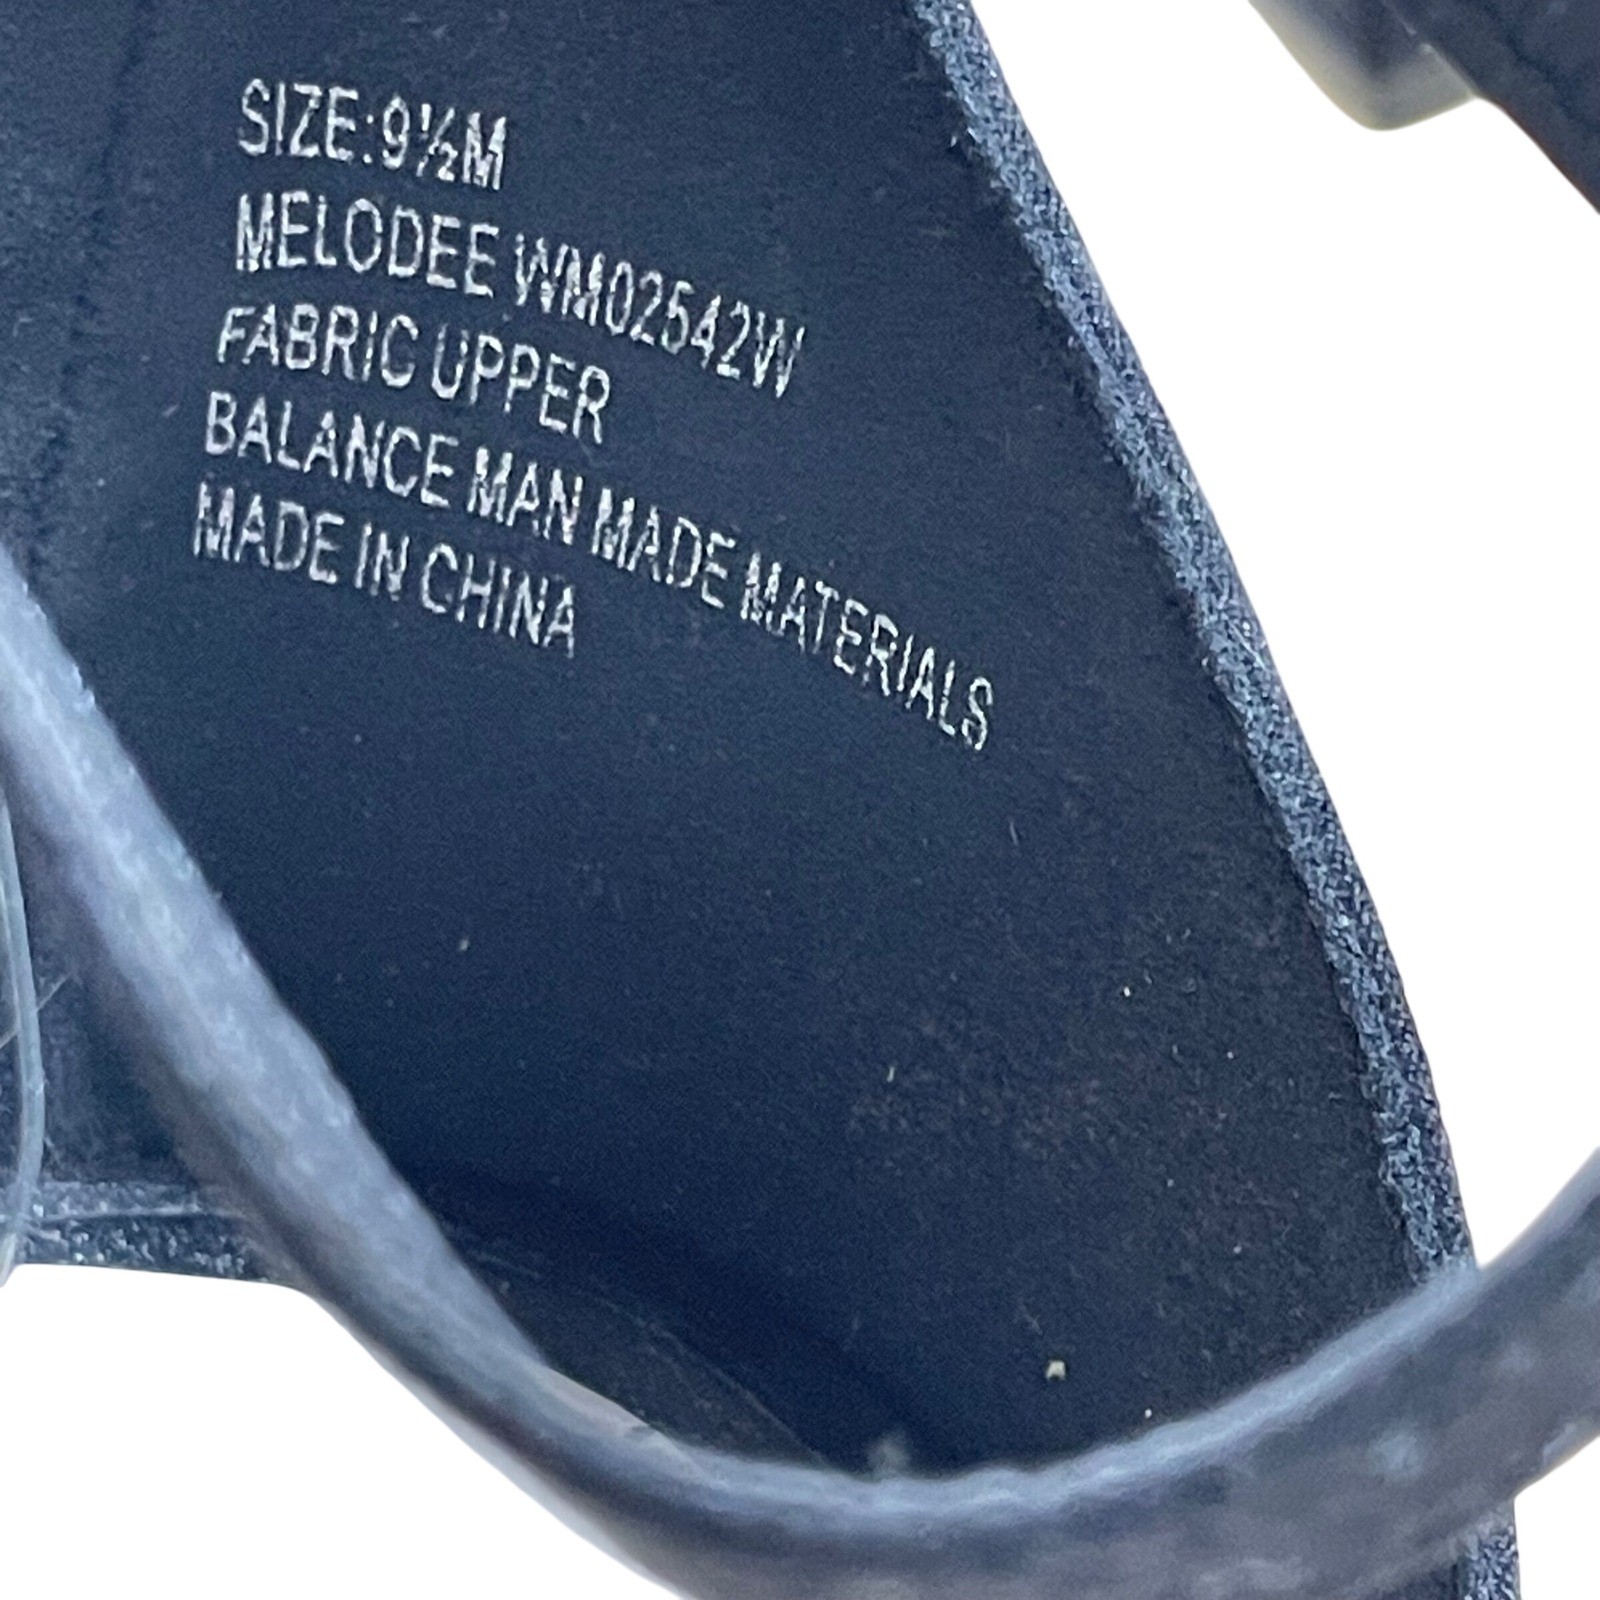 SIZE:9½M
MELODEE WM02542W
FABRIC UPPER
BALANCE MAN MADE MATERIALS
MADE IN CHINA